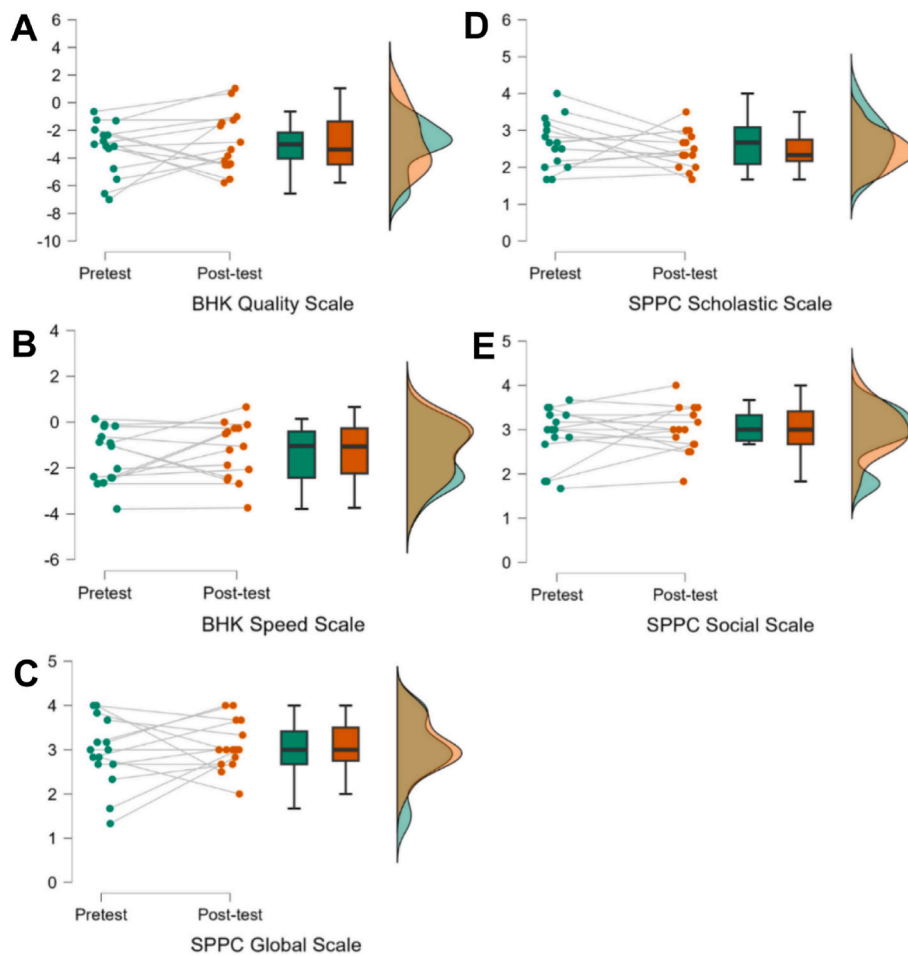 A
6
4
2
0
-2
-4
-6
-8
-10
Pretest Post-test
BHK Quality Scale
D
6
5
4
3
2
1
0
Pretest Post-test
SPPC Scholastic Scale
B
4
2
0
-2
-4
-6
Pretest Post-test
BHK Speed Scale
E
5
4
3
2
1
0
Pretest Post-test
SPPC Social Scale
C
5
4
3
2
1
0
Pretest Post-test
SPPC Global Scale